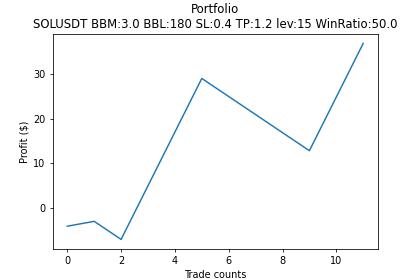 Portfolio
SOLUSDT BBM:3.0 BBL:180 SL:0.4 TP:1.2 lev:15 WinRatio:50.0
Profit ($)
30
20
10
0
0 2 4 6 8 10
Trade counts